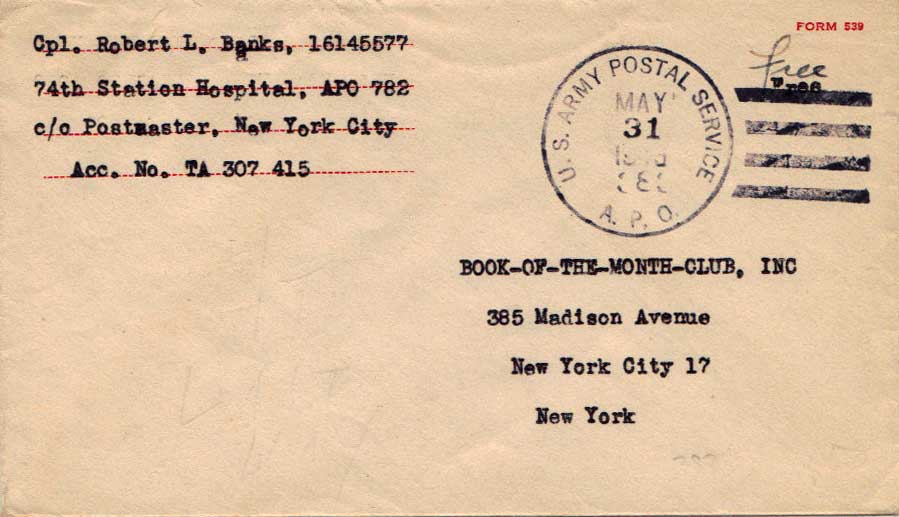 FORM 539
Cpl. Robert L. Banks, 16145577
74th Station Hospital, APO 782
c/o Postmaster, New York City
Acc. No. TA 307 415
U. S. ARMY POSTAL SERVICE
MAY
31
A. P. O.
Free
Free
BOOK-OF-THE-MONTH-CLUB, INC
385 Madison Avenue
New York City 17
New York